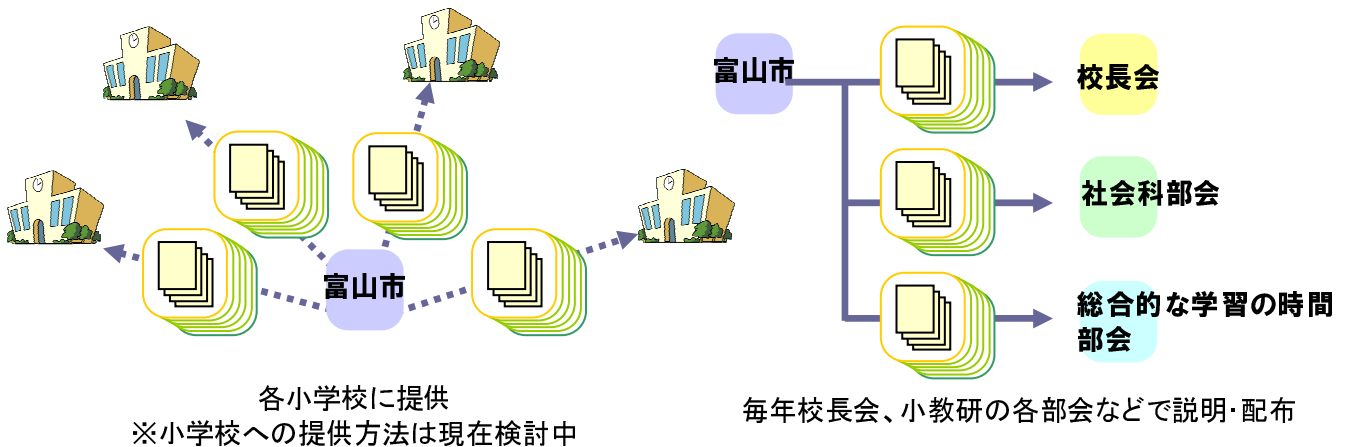 富山市
各小学校に提供
※小学校への提供方法は現在検討中
富山市
校長会
社会科部会
総合的な学習の時間
部会
毎年校長会、小教研の各部会などで説明・配布